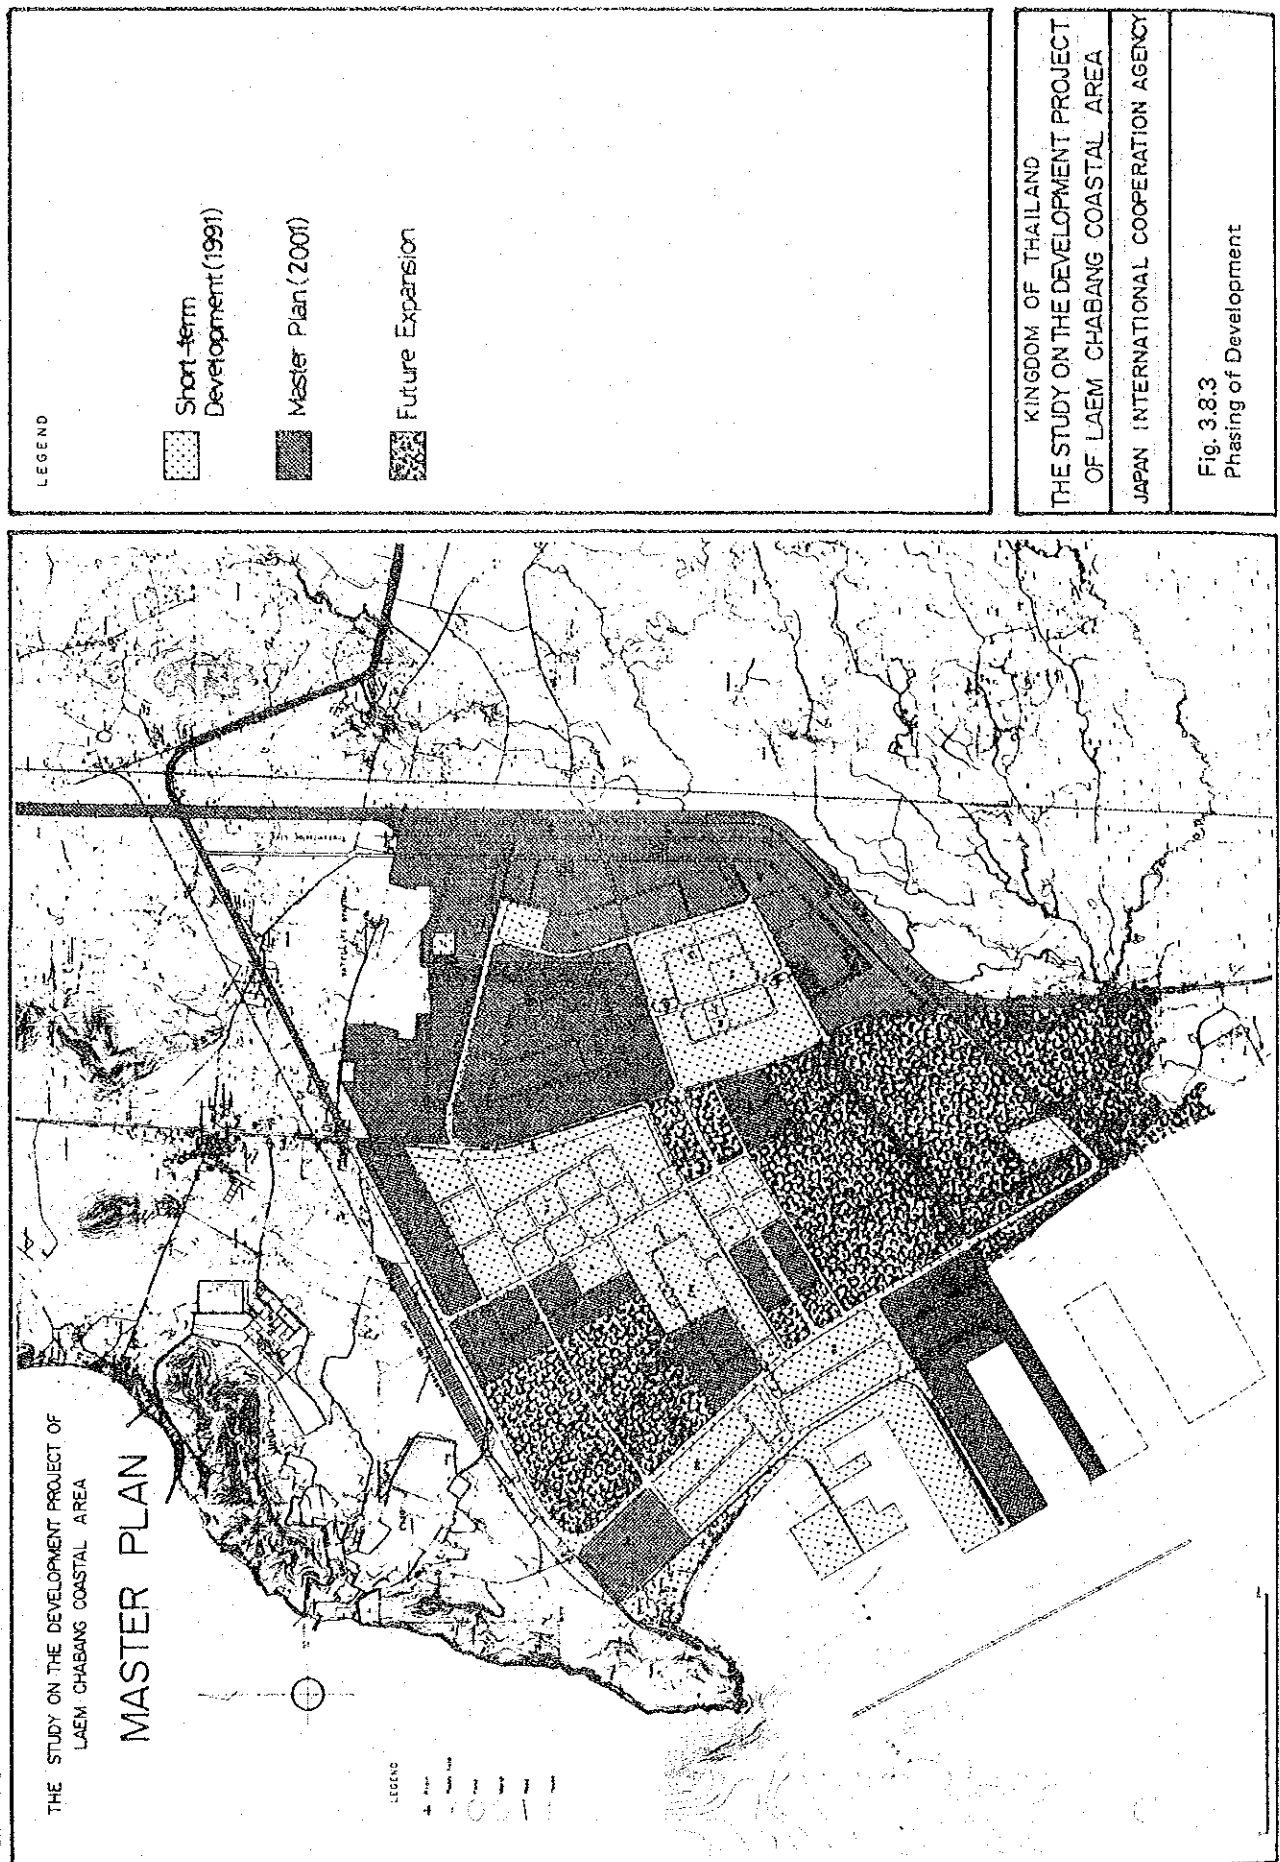 THE STUDY ON THE DEVELOPMENT PROJECT OF
LAEM CHABANG COASTAL AREA
MASTER PLAN
LEGEND
LEGEND
Short-term
Development (1991)
Master Plan (2001)
Future Expansion
KINGDOM OF THAILAND
THE STUDY ON THE DEVELOPMENT PROJECT
OF LAEM CHABANG COASTAL AREA
JAPAN INTERNATIONAL COOPERATION AGENCY
Fig. 3.8.3
Phasing of Development